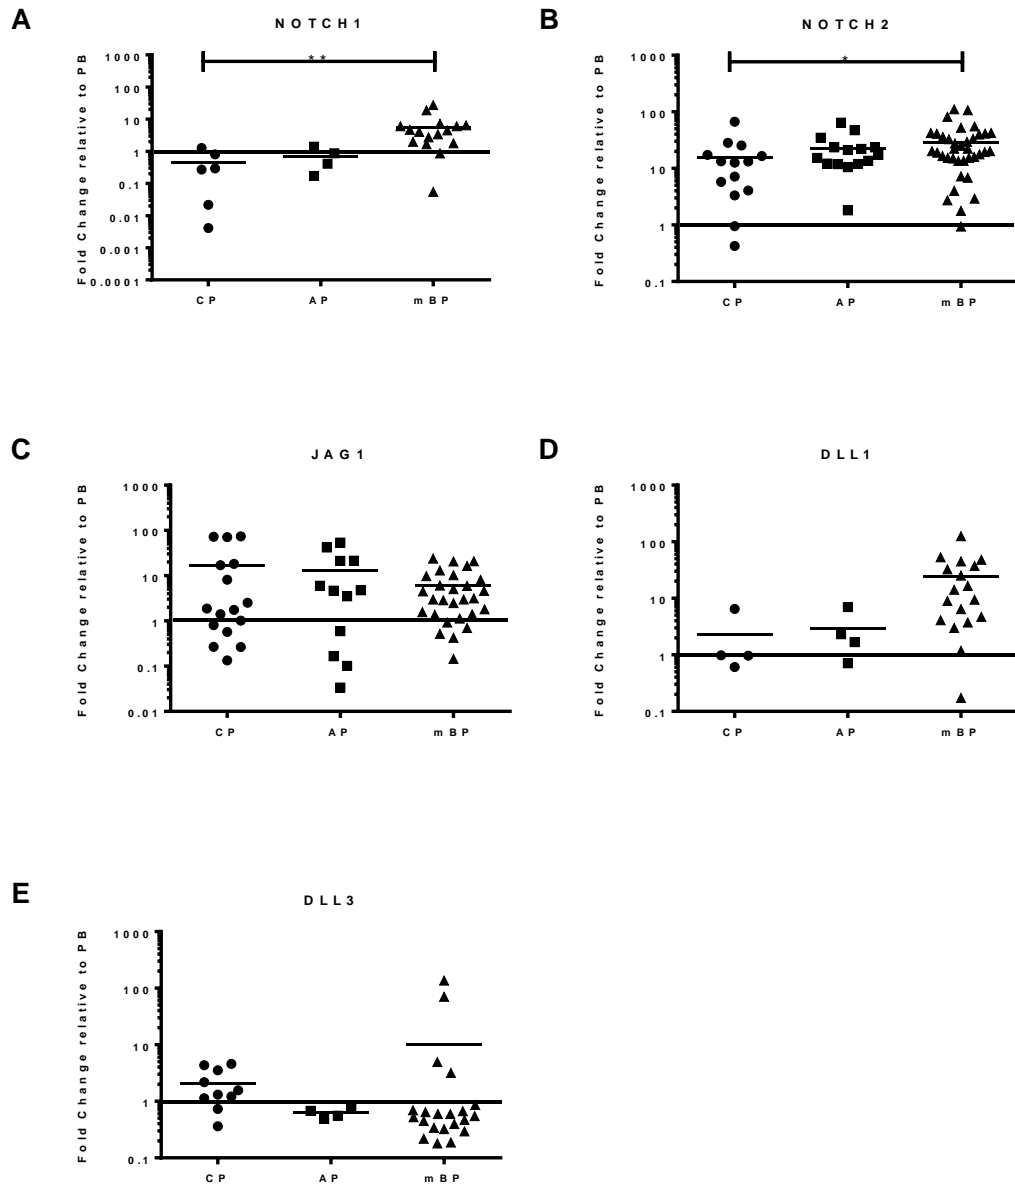 A
NOTCH1
Fold Change relative to PB
1000
100
10
1
0.1
0.01
0.001
0.0001
**
CP AP mBP
B
NOTCH2
Fold Change relative to PB
1000
100
10
1
0.1
*
CP AP mBP
C
JAG1
Fold Change relative to PB
1000
100
10
1
0.1
0.01
CP AP mBP
D
DLL1
Fold Change relative to PB
1000
100
10
1
0.1
CP AP mBP
E
DLL3
Fold Change relative to PB
1000
100
10
1
0.1
CP AP mBP